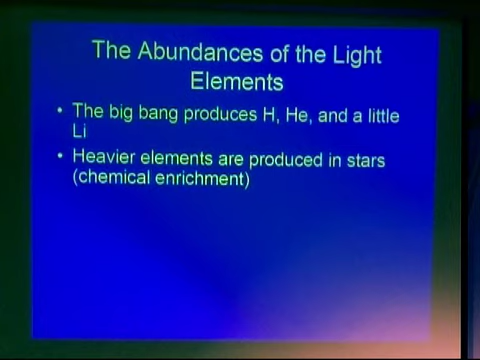 The Abundances of the Light
Elements
• The big bang produces H, He, and a little
Li
• Heavier elements are produced in stars
(chemical enrichment)